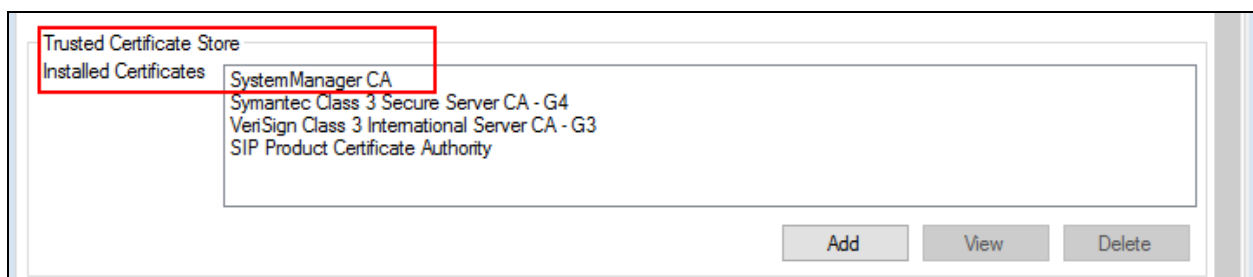 Trusted Certificate Store
Installed Certificates
SystemManager CA
Symantec Class 3 Secure Server CA - G4
VeriSign Class 3 International Server CA - G3
SIP Product Certificate Authority
Add View Delete